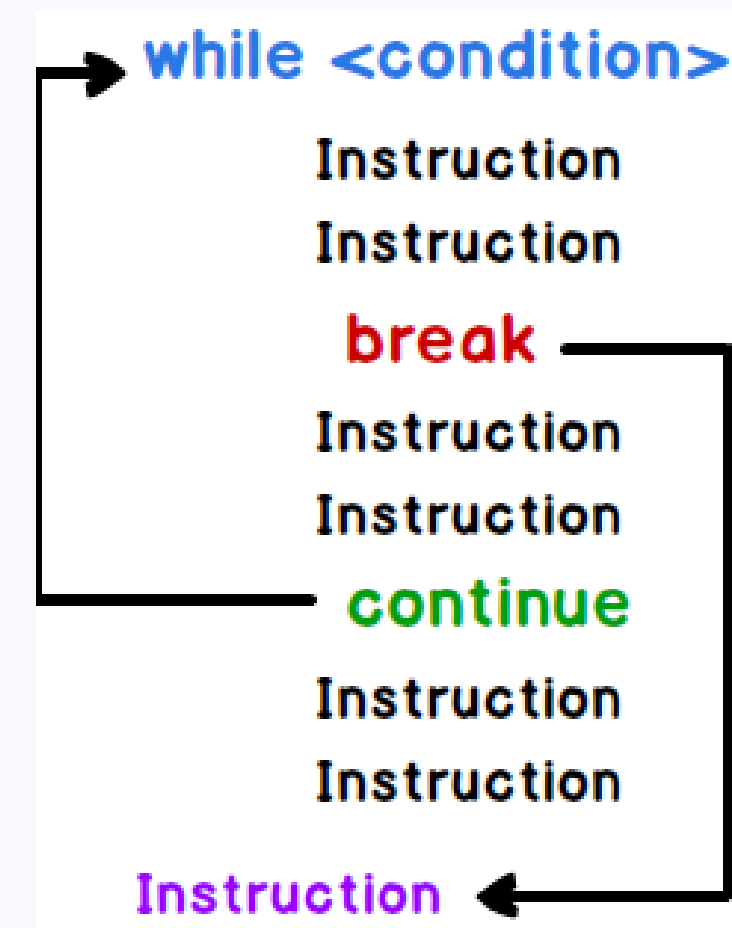 while <condition>
Instruction
Instruction
break
Instruction
Instruction
continue
Instruction
Instruction
Instruction